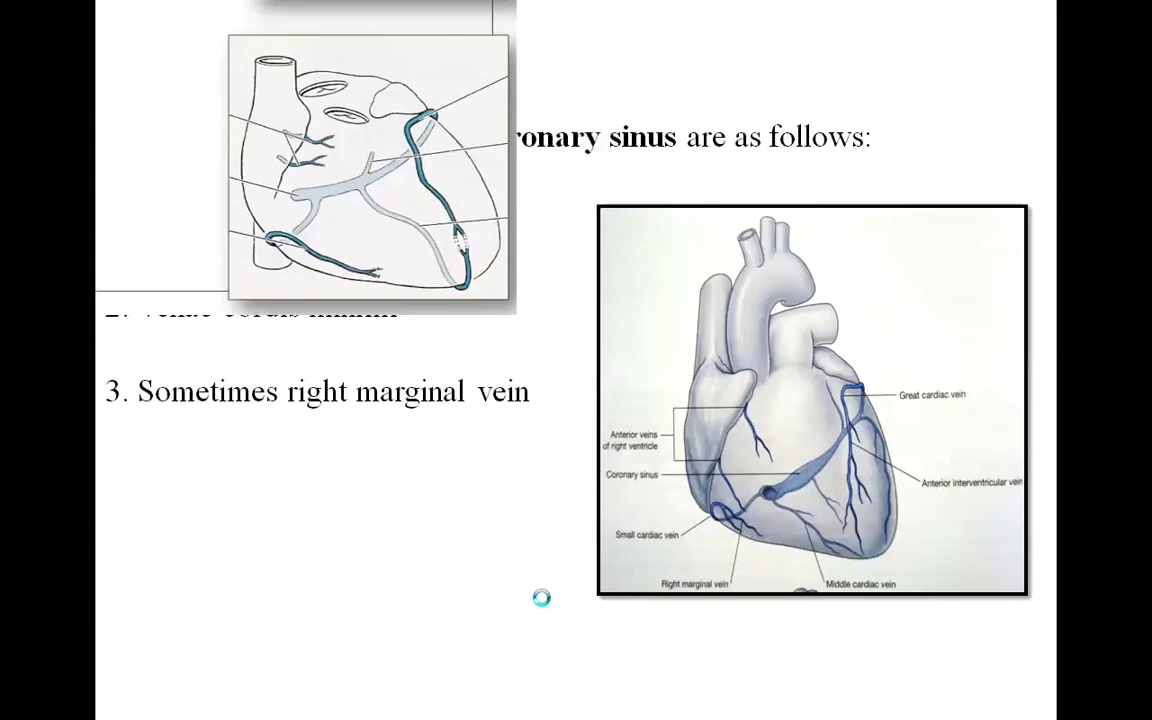 ronary sinus are as follows:
3. Sometimes right marginal vein
Great cardiac vein
Anterior veins
of right ventricle
Coronary sinus
Anterior interventricular vein
Small cardiac vein
Right marginal vein
Middle cardiac vein